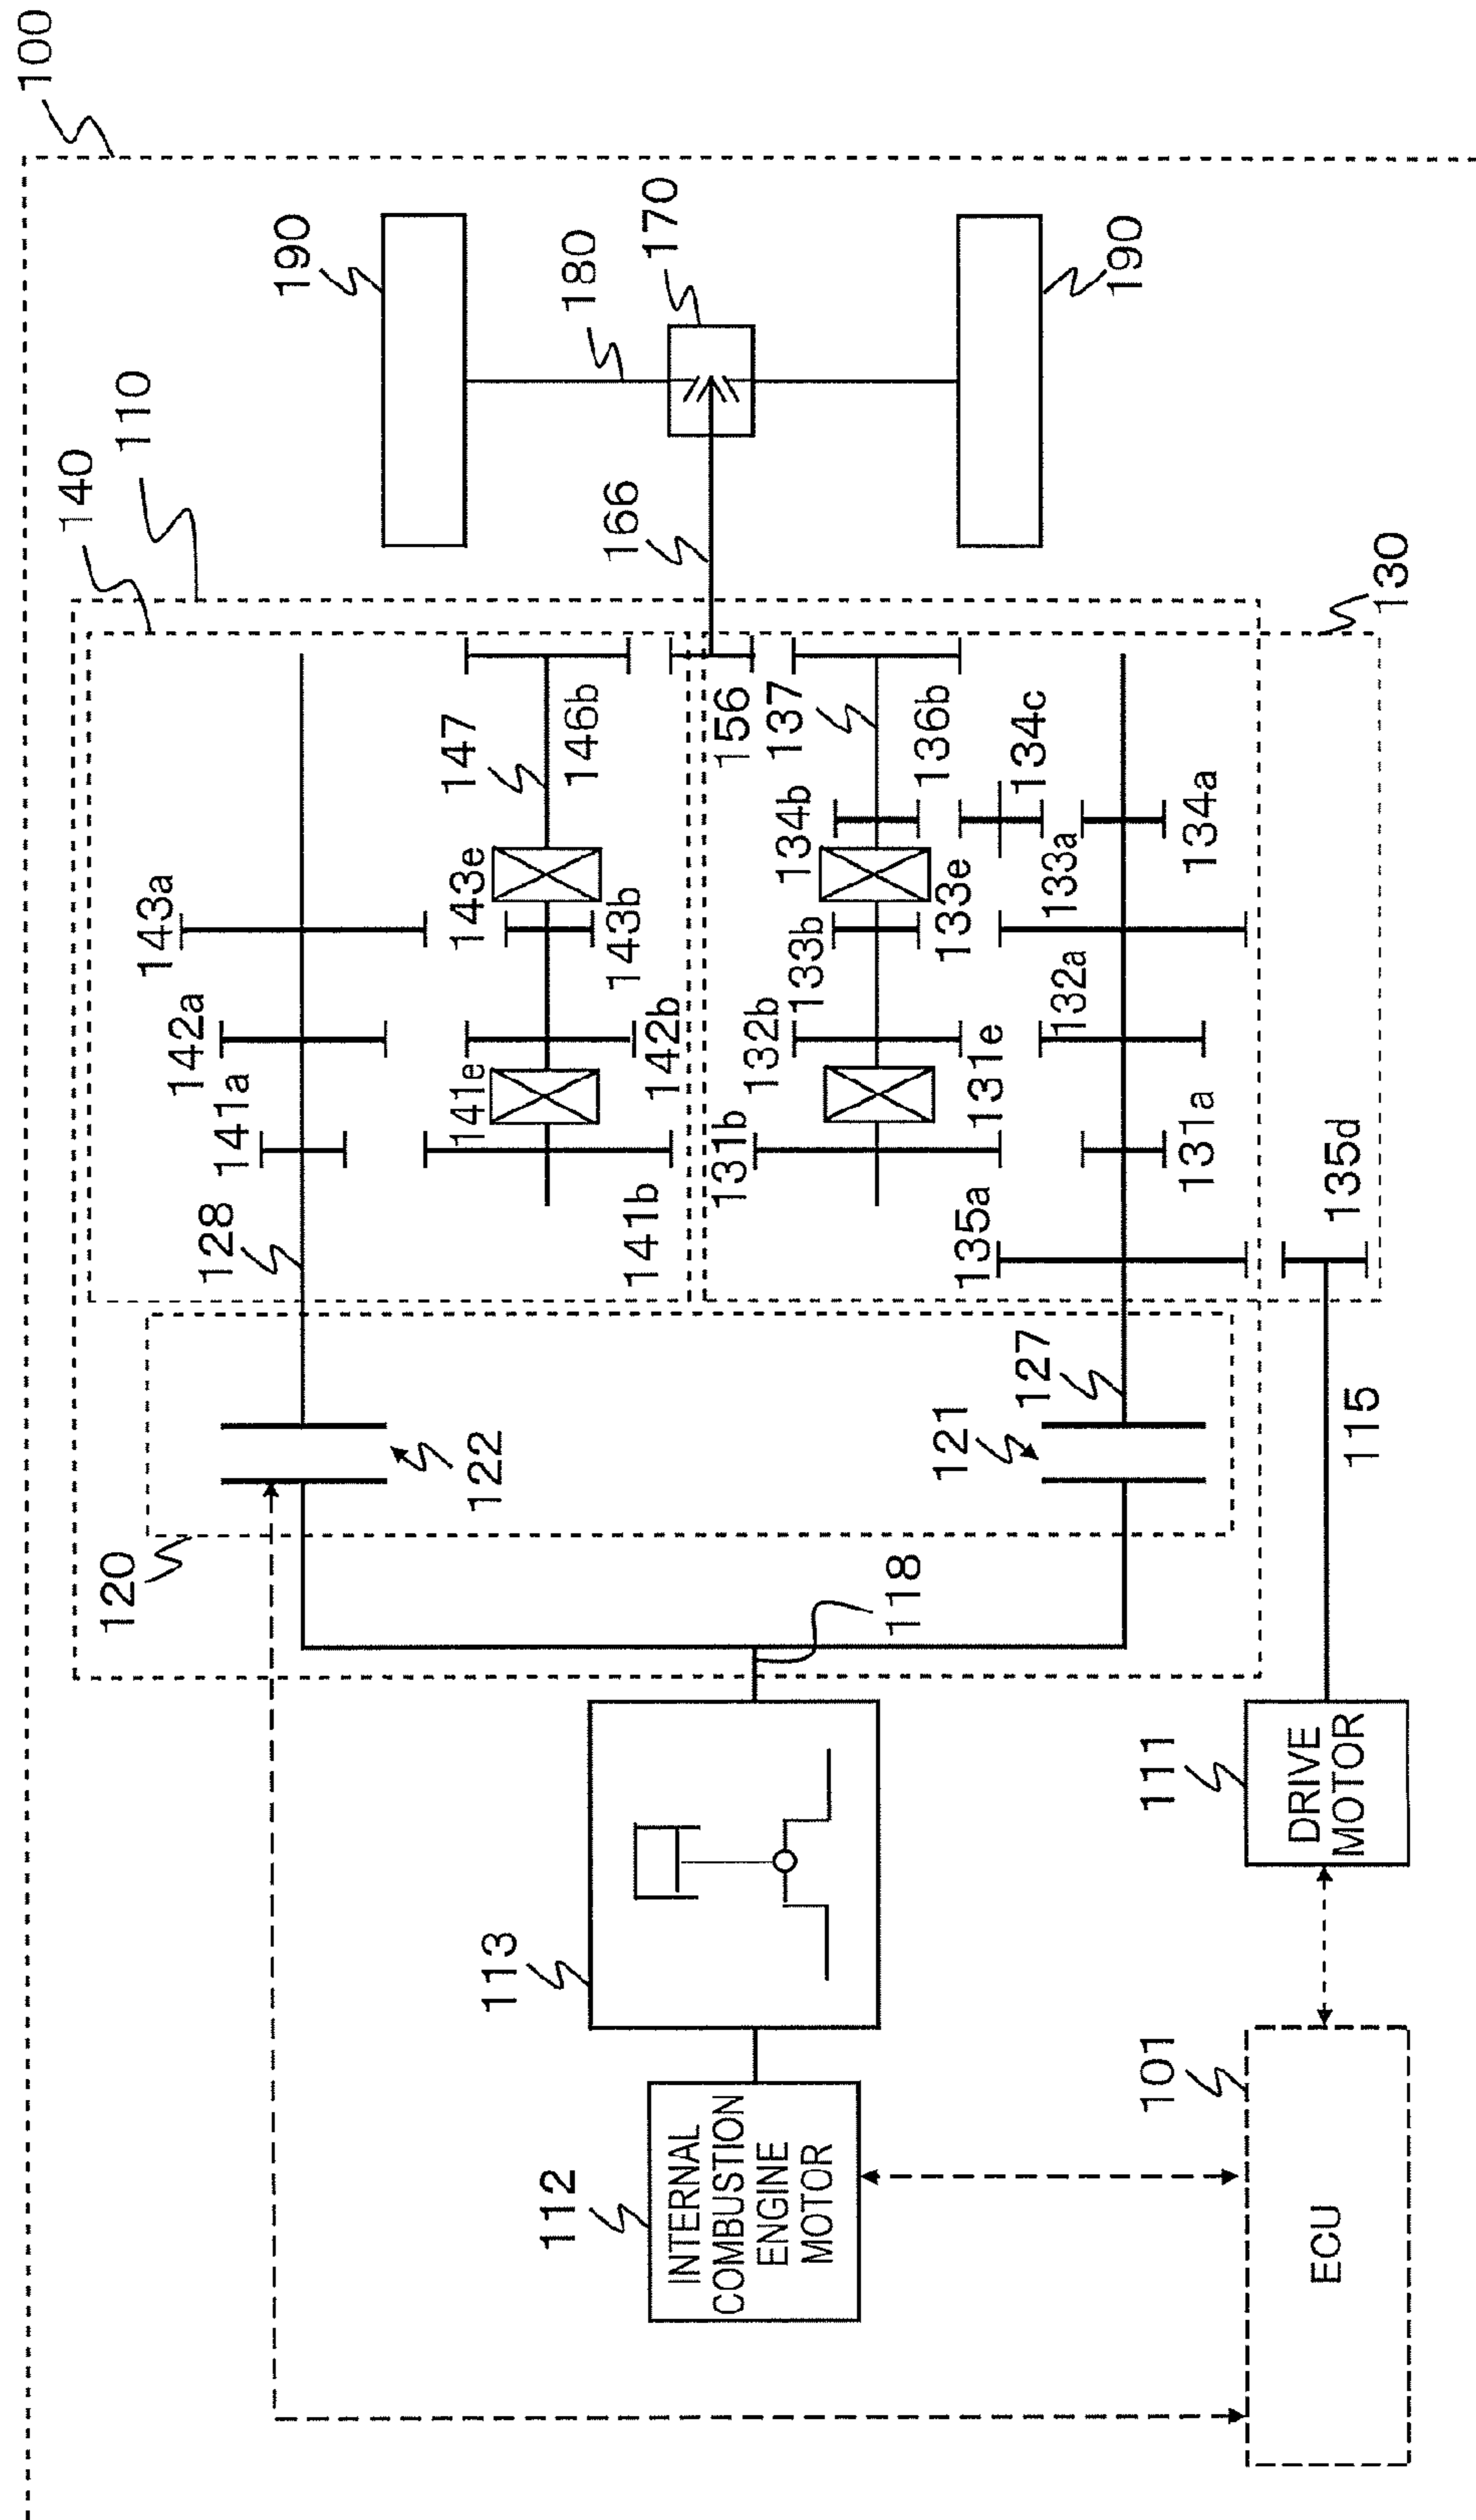 100
140
110
190
180
170
166
190
130
143a
142a
141a
128
147
146b
143e
143b
142b
141e
141b
156
137
136b
134b
134c
134a
133e
133a
133b
132b
132a
131e
131b
131a
135a
135d
120
122
121
127
115
118
113
111
DRIVE
MOTOR
112
INTERNAL
COMBUSTION
ENGINE
MOTOR
101
ECU